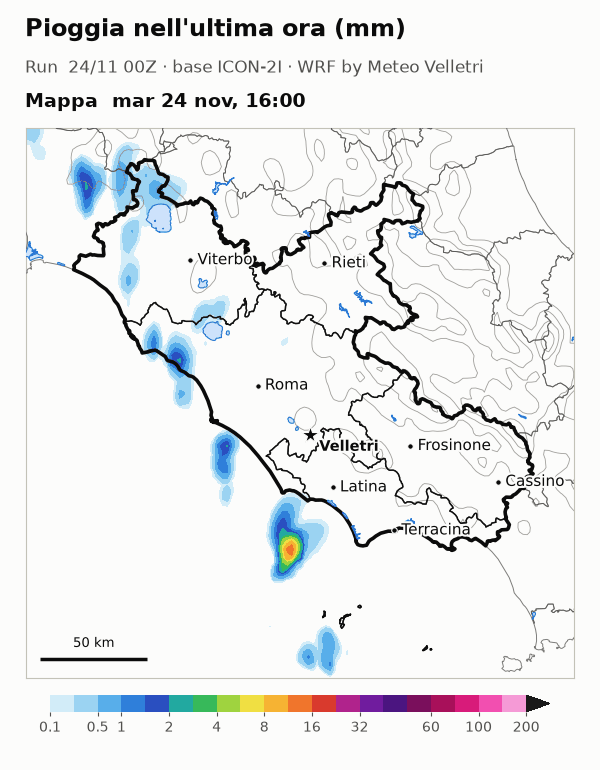 Pioggia nell'ultima ora (mm)
Run  24/11 00Z · base ICON-2I · WRF by Meteo Velletri
Mappa  mar 24 nov, 16:00
Viterbo
Rieti
Roma
Velletri
Frosinone
Latina
Cassino
Terracina
50 km
0.1 0.5 1 2 4 8 16 32 60 100 200